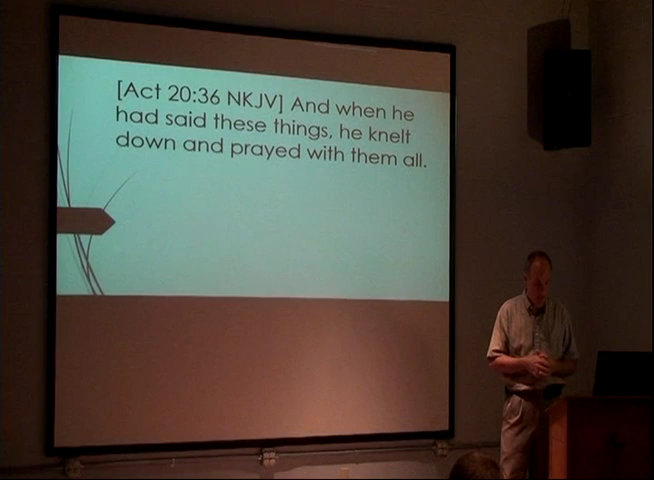 [Act 20:36 NKJV] And when he
had said these things, he knelt
down and prayed with them all.